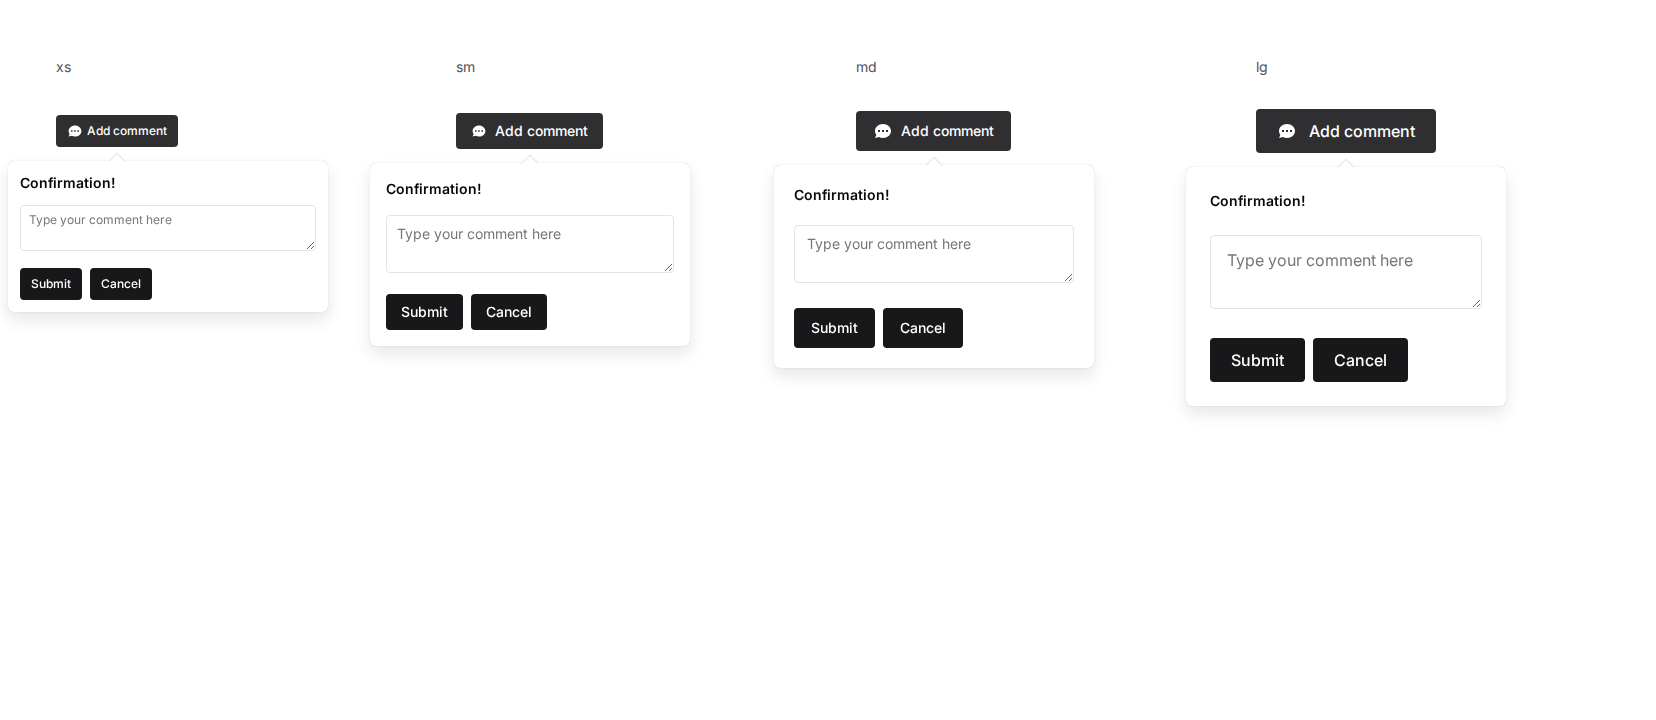 xs
Add comment
Confirmation!
Type your comment here
Submit
Cancel
sm
Add comment
Confirmation!
Type your comment here
Submit
Cancel
md
Add comment
Confirmation!
Type your comment here
Submit
Cancel
lg
Add comment
Confirmation!
Type your comment here
Submit
Cancel